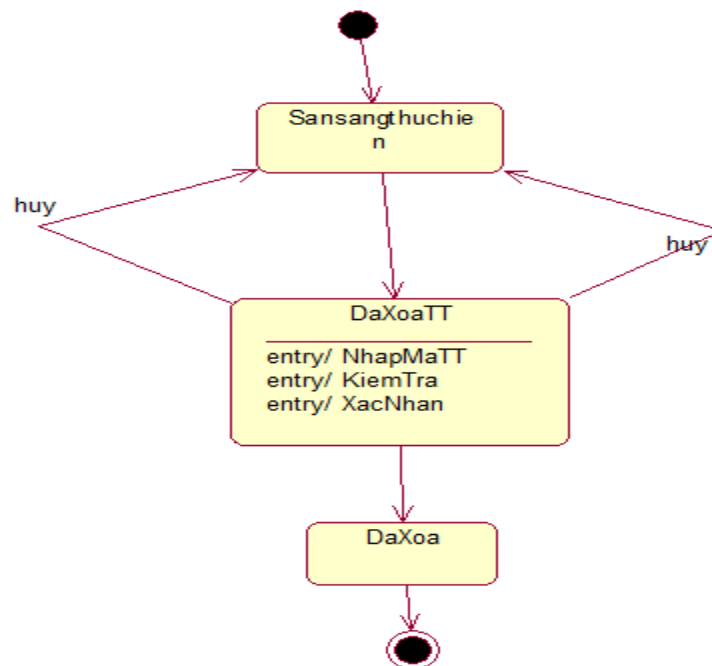 Sansangthuchie
n
huy
huy
DaXoaTT
entry/ NhapMaTT
entry/ KiemTra
entry/ XacNhan
DaXoa